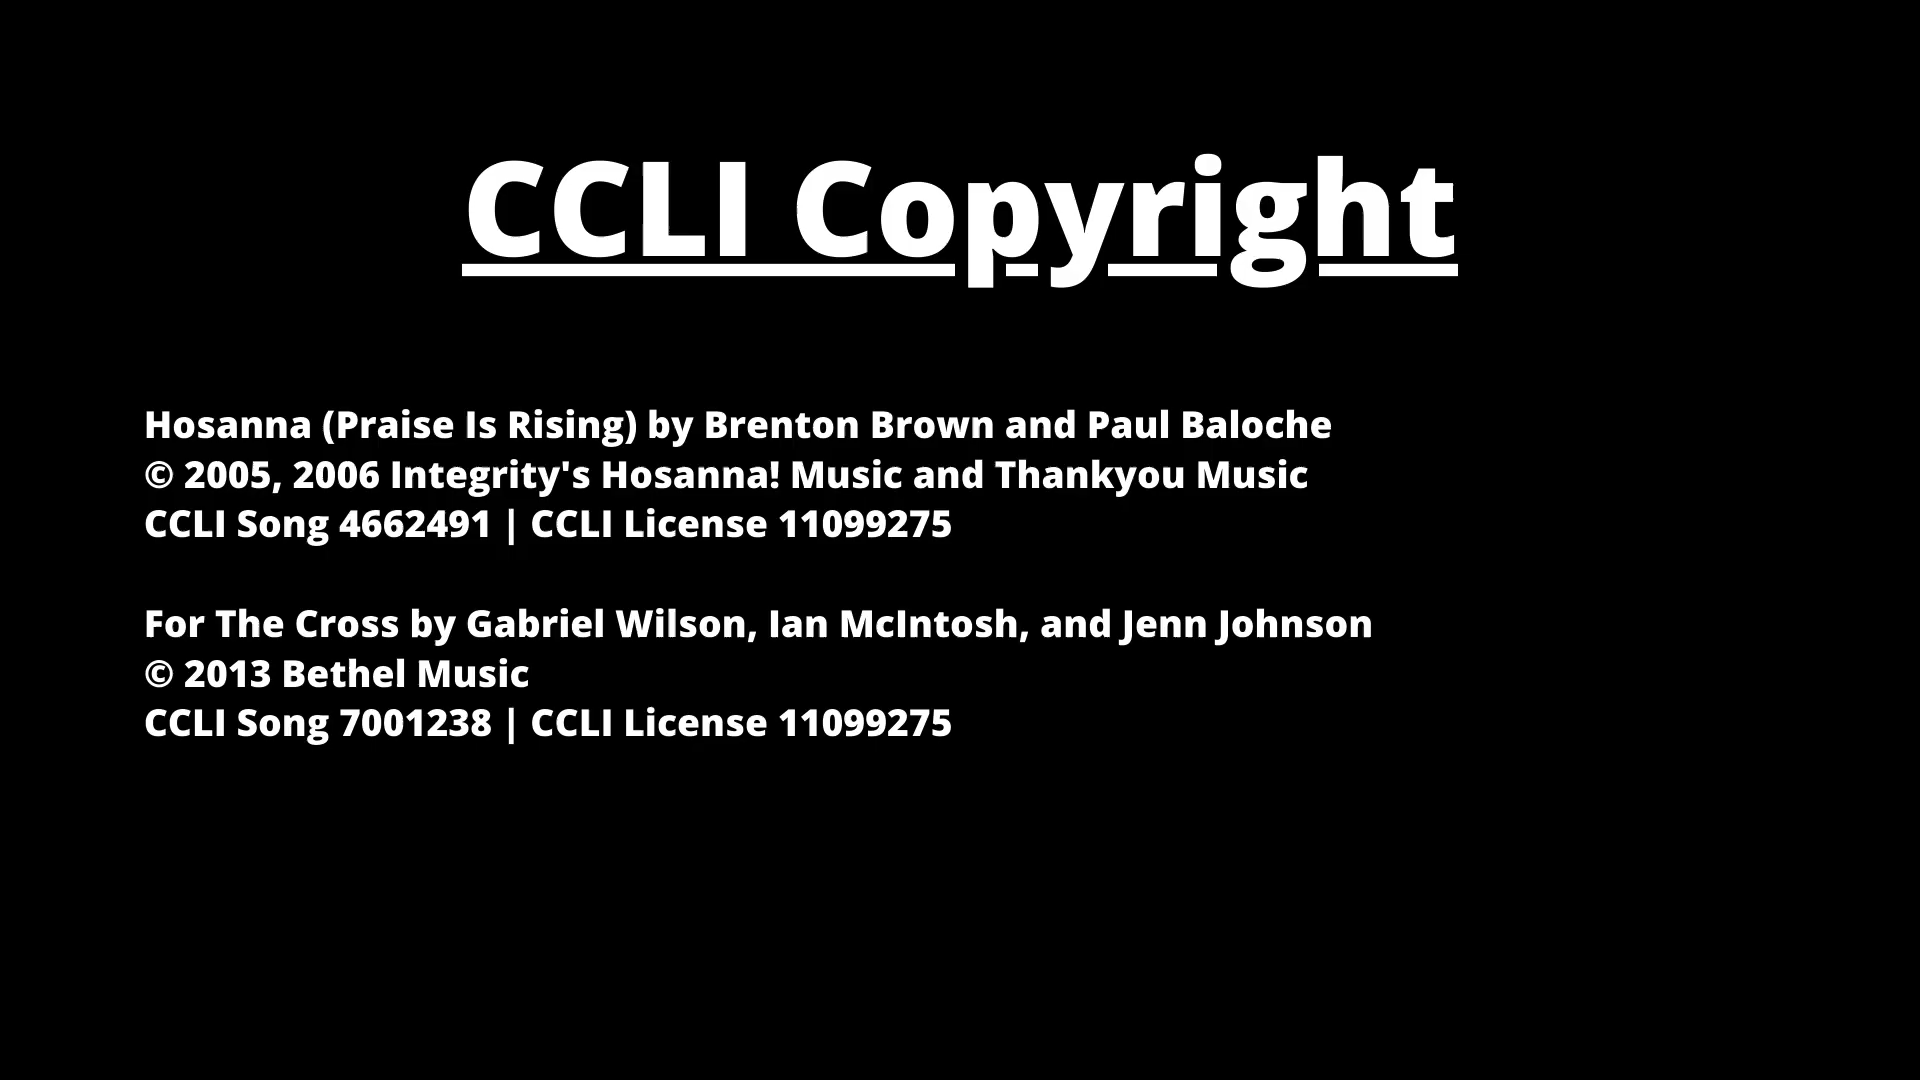 CCLI Copyright
Hosanna (Praise Is Rising) by Brenton Brown and Paul Baloche
© 2005, 2006 Integrity's Hosanna! Music and Thankyou Music
CCLI Song 4662491 | CCLI License 11099275
For The Cross by Gabriel Wilson, Ian McIntosh, and Jenn Johnson
© 2013 Bethel Music
CCLI Song 7001238 | CCLI License 11099275